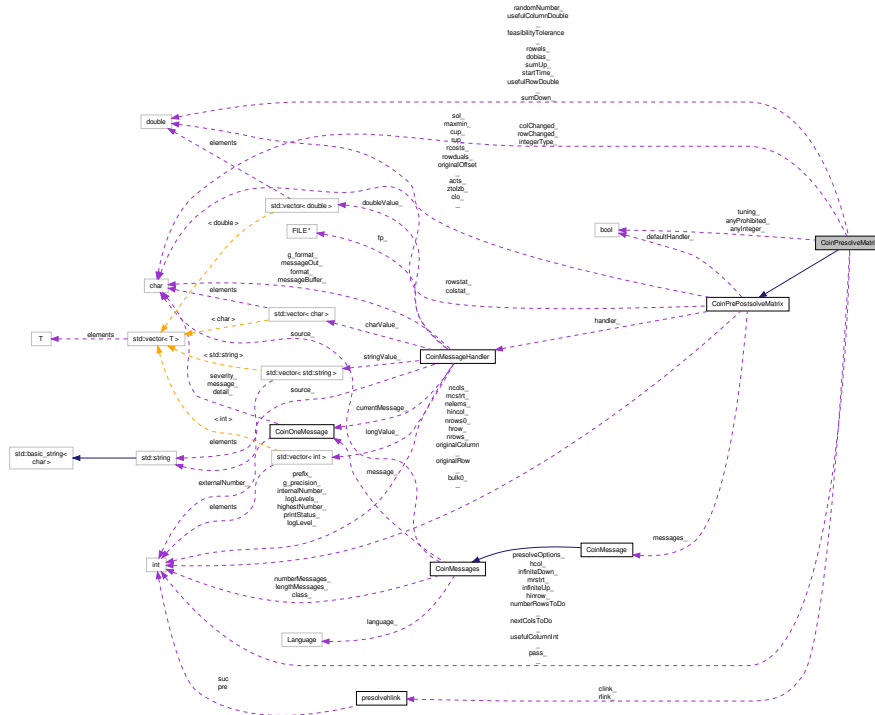 randomNumber_
usefulColumnDouble
_
feasibilityTolerance
_
rowels_
dobias_
sumUp_
startTime_
usefulRowDouble
_
sumDown_
double
sol_
maxmin_
cup_
rup_
rcosts_
rowduals_
originalOffset
_
acts_
ztolzb_
clo_
_
colChanged_
rowChanged_
integerType_
elements
std::vector< double >
doubleValue_
< double >
FILE*
fp_
bool
tuning_
anyProhibited_
anyInteger_
defaultHandler_
CoinPresolveMatrix
g_format_
messageOut_
format_
messageBuffer_
char
elements
rowstat_
colstat_
CoinPrePostsolveMatrix
std::vector< char >
< char >
charValue_
handler_
T
elements
std::vector< T >
source_
CoinMessageHandler
< std::string >
stringValue_
std::vector< std::string >
severity_
message_
detail_
source_
ncols_
mcstrt_
nelems_
hincol_
nrows0_
hrow_
nrows_
originalColumn
_
originalRow
_
bulk0_
_
currentMessage_
< int >
CoinOneMessage
longValue_
elements
std::basic_string<
char >
std::string
std::vector< int >
message_
externalNumber_
prefix_
g_precision_
internalNumber_
logLevels_
highestNumber_
printStatus_
logLevel_
elements
messages_
CoinMessage
int
CoinMessages
presolveOptions_
hcol_
infiniteDown_
mrstrt_
infiniteUp_
hinrow_
numberRowsToDo
_
nextColsToDo
_
usefulColumnInt
_
pass_
_
numberMessages_
lengthMessages_
class_
Language
language_
suc
pre
presolvehlink
clink_
rlink_